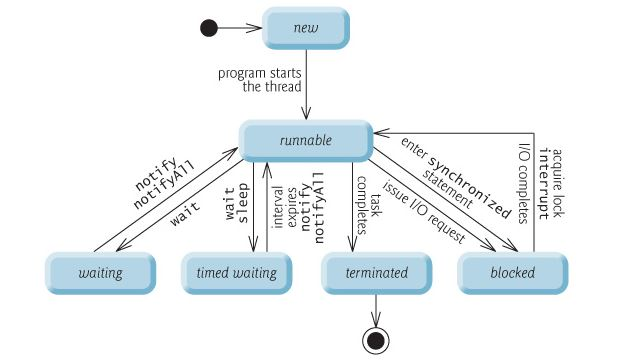 new
program starts
the thread
runnable
notify
notifyAll
wait
wait
sleep
interval
expires
notify
notifyAll
task
completes
enter synchronized
statement
issue I/O request
I/O completes
interrupt
acquire lock
waiting
timed waiting
terminated
blocked